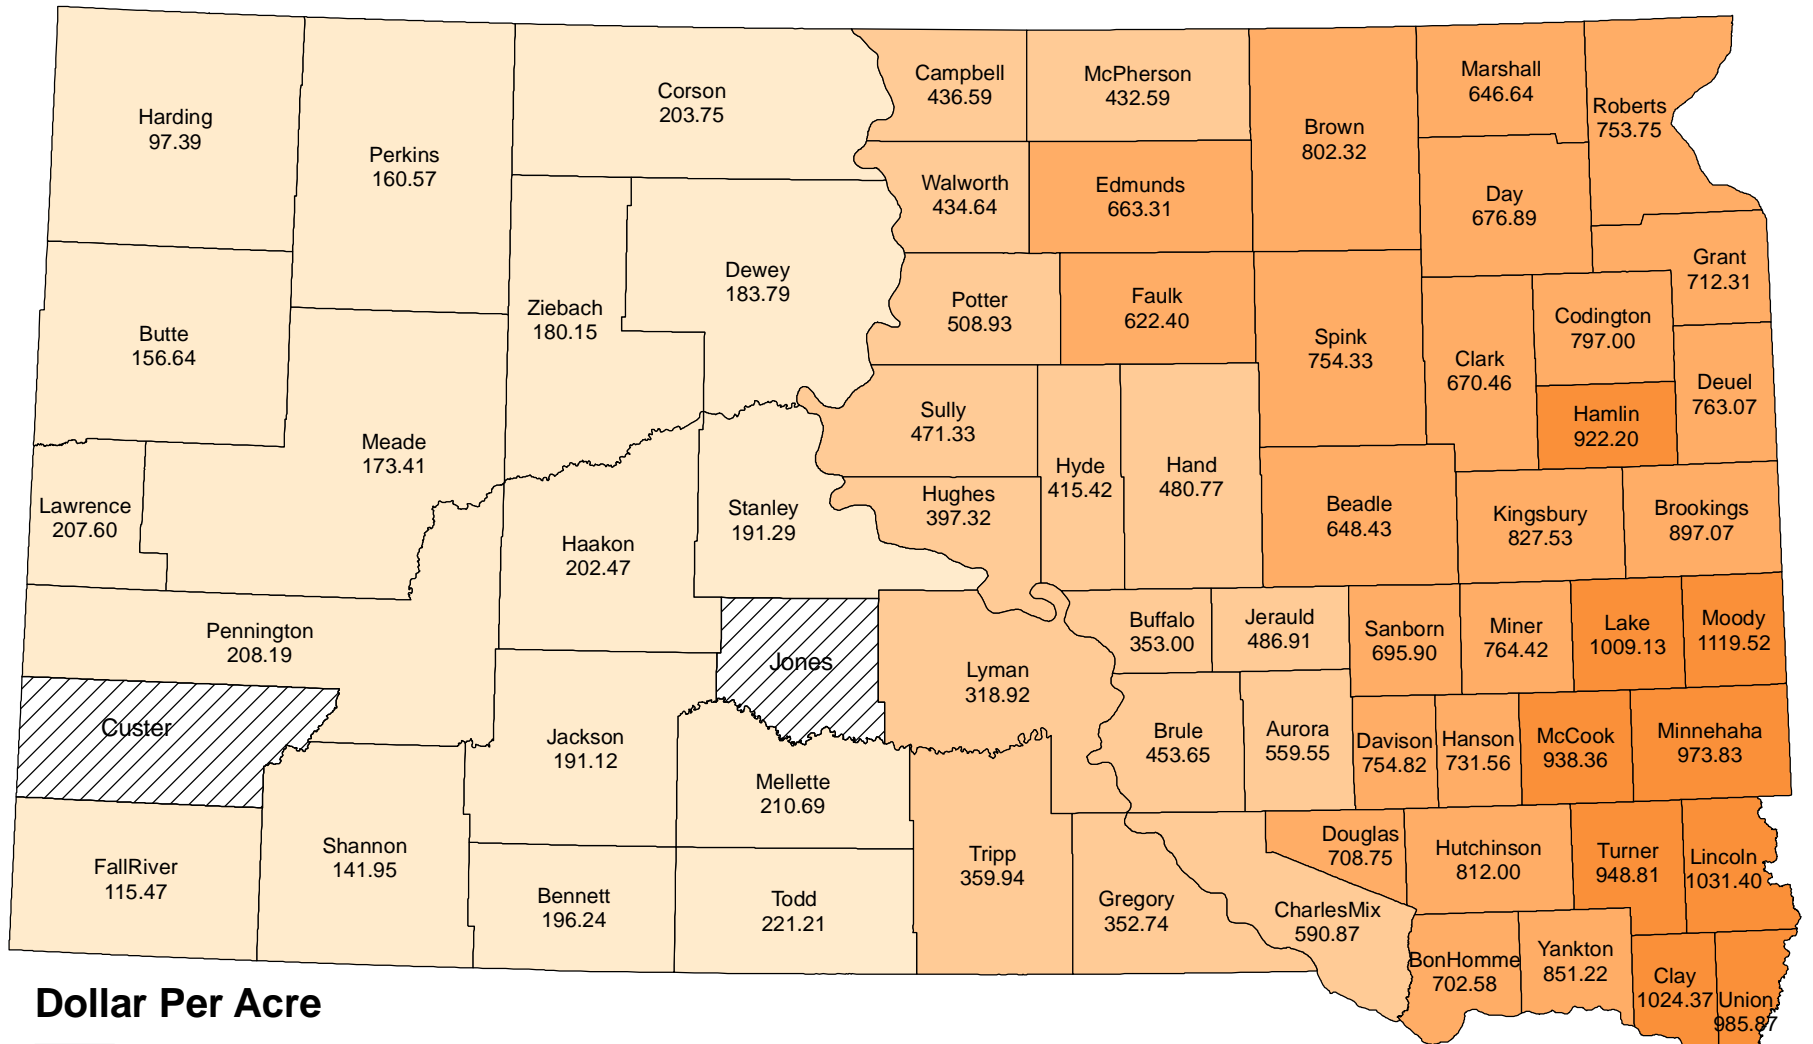 Harding
97.39
Perkins
160.57
Corson
203.75
Campbell
436.59
McPherson
432.59
Brown
802.32
Marshall
646.64
Roberts
753.75
Walworth
434.64
Edmunds
663.31
Day
676.89
Butte
156.64
Ziebach
180.15
Dewey
183.79
Potter
508.93
Faulk
622.40
Spink
754.33
Clark
670.46
Codington
797.00
Grant
712.31
Hamlin
922.20
Deuel
763.07
Meade
173.41
Sully
471.33
Hyde
415.42
Hand
480.77
Lawrence
207.60
Haakon
202.47
Stanley
191.29
Hughes
397.32
Beadle
648.43
Kingsbury
827.53
Brookings
897.07
Pennington
208.19
Jones
Lyman
318.92
Buffalo
353.00
Jerauld
486.91
Sanborn
695.90
Miner
764.42
Lake
1009.13
Moody
1119.52
Custer
Jackson
191.12
Mellette
210.69
Brule
453.65
Aurora
559.55
Davison
754.82
Hanson
731.56
McCook
938.36
Minnehaha
973.83
FallRiver
115.47
Shannon
141.95
Bennett
196.24
Todd
221.21
Tripp
359.94
Gregory
352.74
CharlesMix
590.87
Douglas
708.75
Hutchinson
812.00
Turner
948.81
Lincoln
1031.40
BonHomme
702.58
Yankton
851.22
Clay
1024.37
Union
985.87
Dollar Per Acre